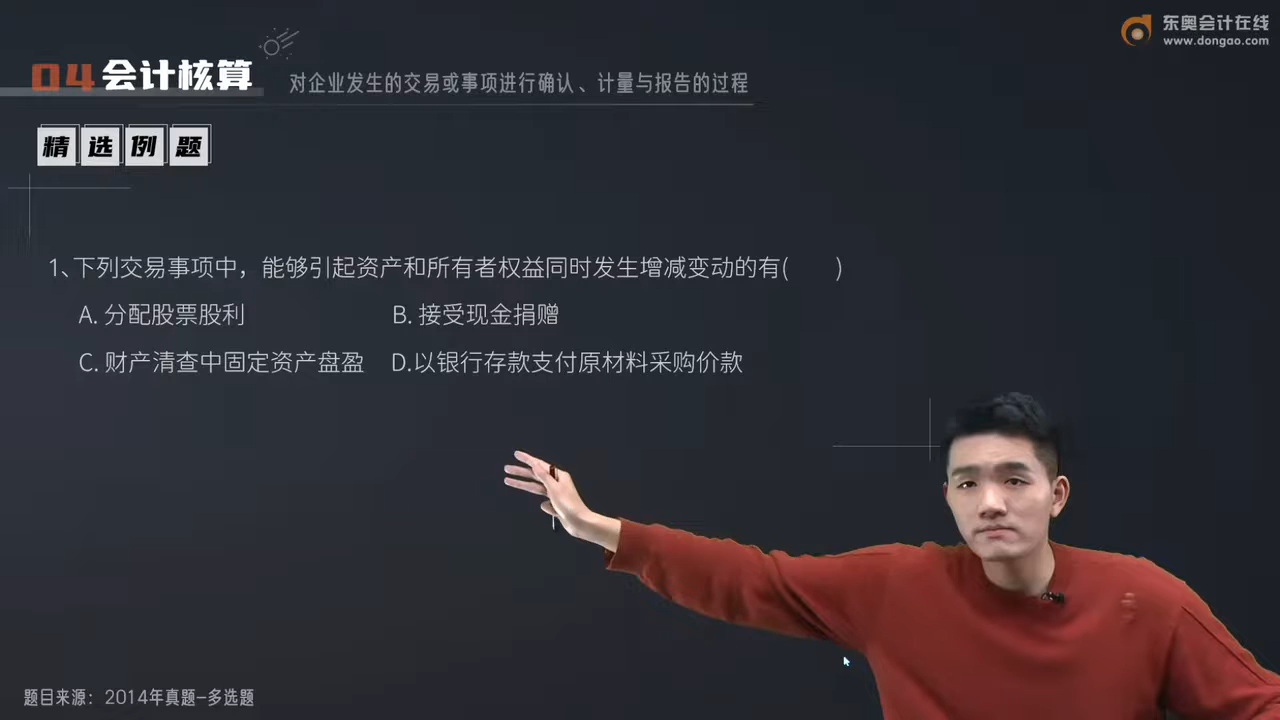 东奥会计在线
www.dongao.com
04 会计核算
对企业发生的交易或事项进行确认、计量与报告的过程
精选例题
1、下列交易事项中，能够引起资产和所有者权益同时发生增减变动的有(　　)
A. 分配股票股利 B. 接受现金捐赠
C. 财产清查中固定资产盘盈 D.以银行存款支付原材料采购价款
题目来源：2014年真题-多选题